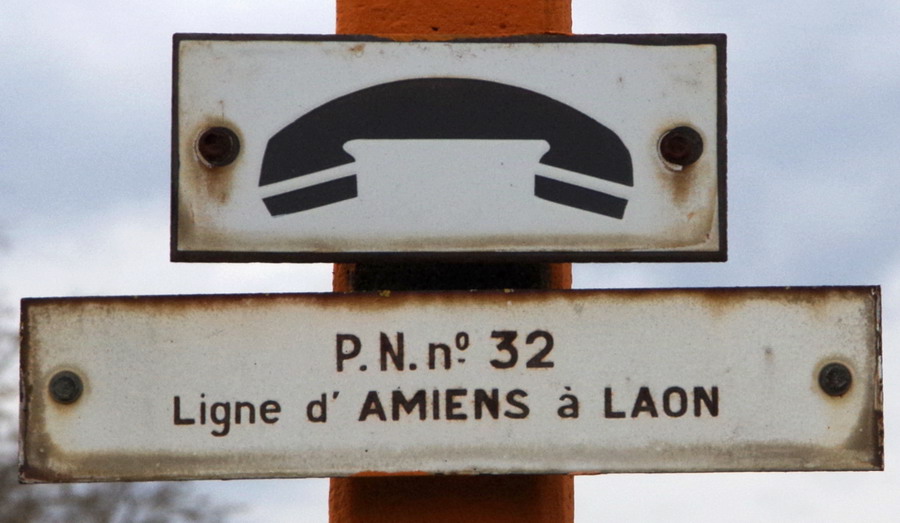 P.N. nº 32
Ligne d' AMIENS à LAON